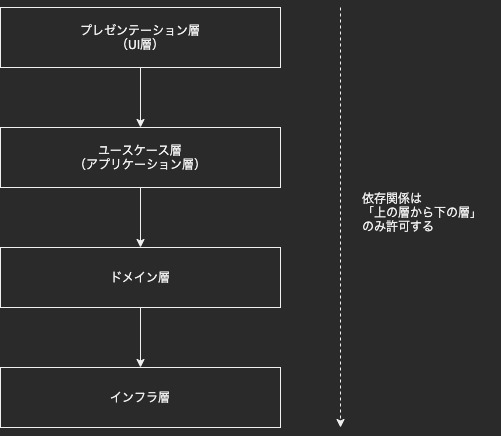 プレゼンテーション層
（UI層）
ユースケース層
（アプリケーション層）
ドメイン層
インフラ層
依存関係は
「上の層から下の層」
のみ許可する